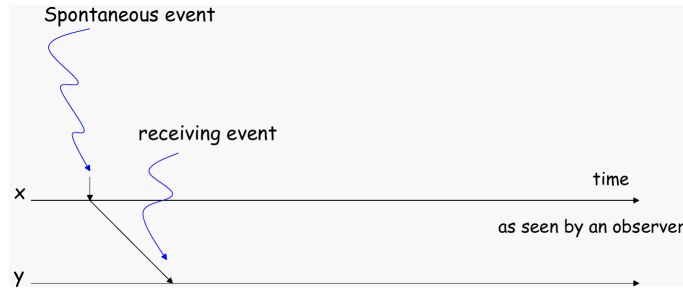 Spontaneous event
receiving event
time
x
as seen by an observer
y